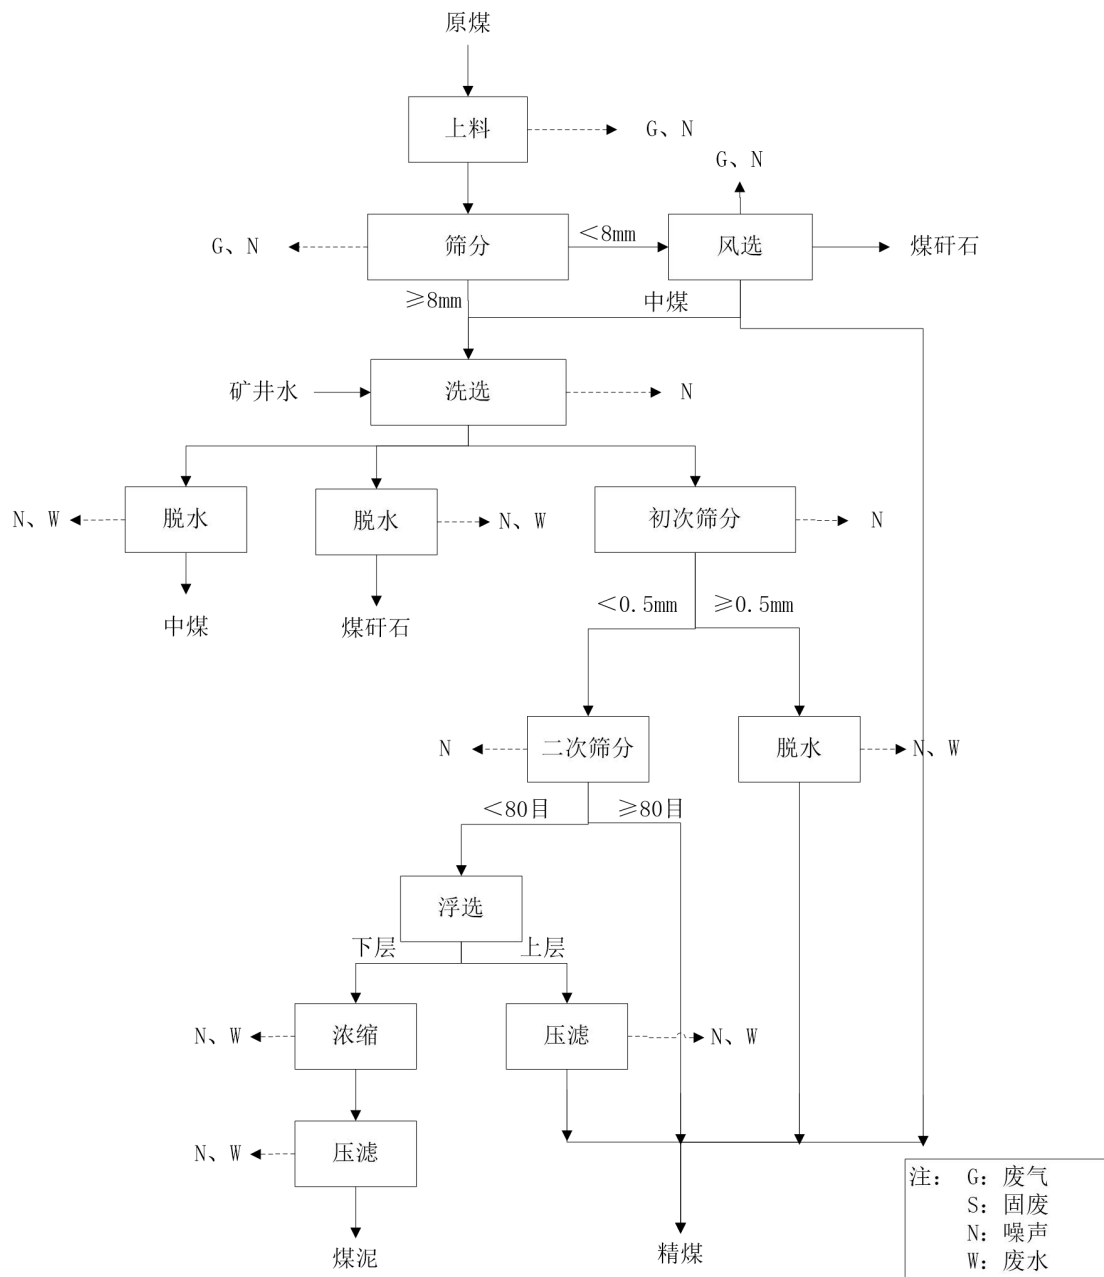 原煤
上料
G、N
G、N
G、N
筛分
<8mm
风选
煤矸石
≥8mm
中煤
矿井水
洗选
N
N、W
脱水
脱水
N、W
初次筛分
N
中煤
煤矸石
<0.5mm
≥0.5mm
N
二次筛分
脱水
N、W
<80目
≥80目
浮选
下层
上层
N、W
浓缩
压滤
N、W
N、W
压滤
煤泥
精煤
注: G: 废气
S: 固废
N: 噪声
W: 废水